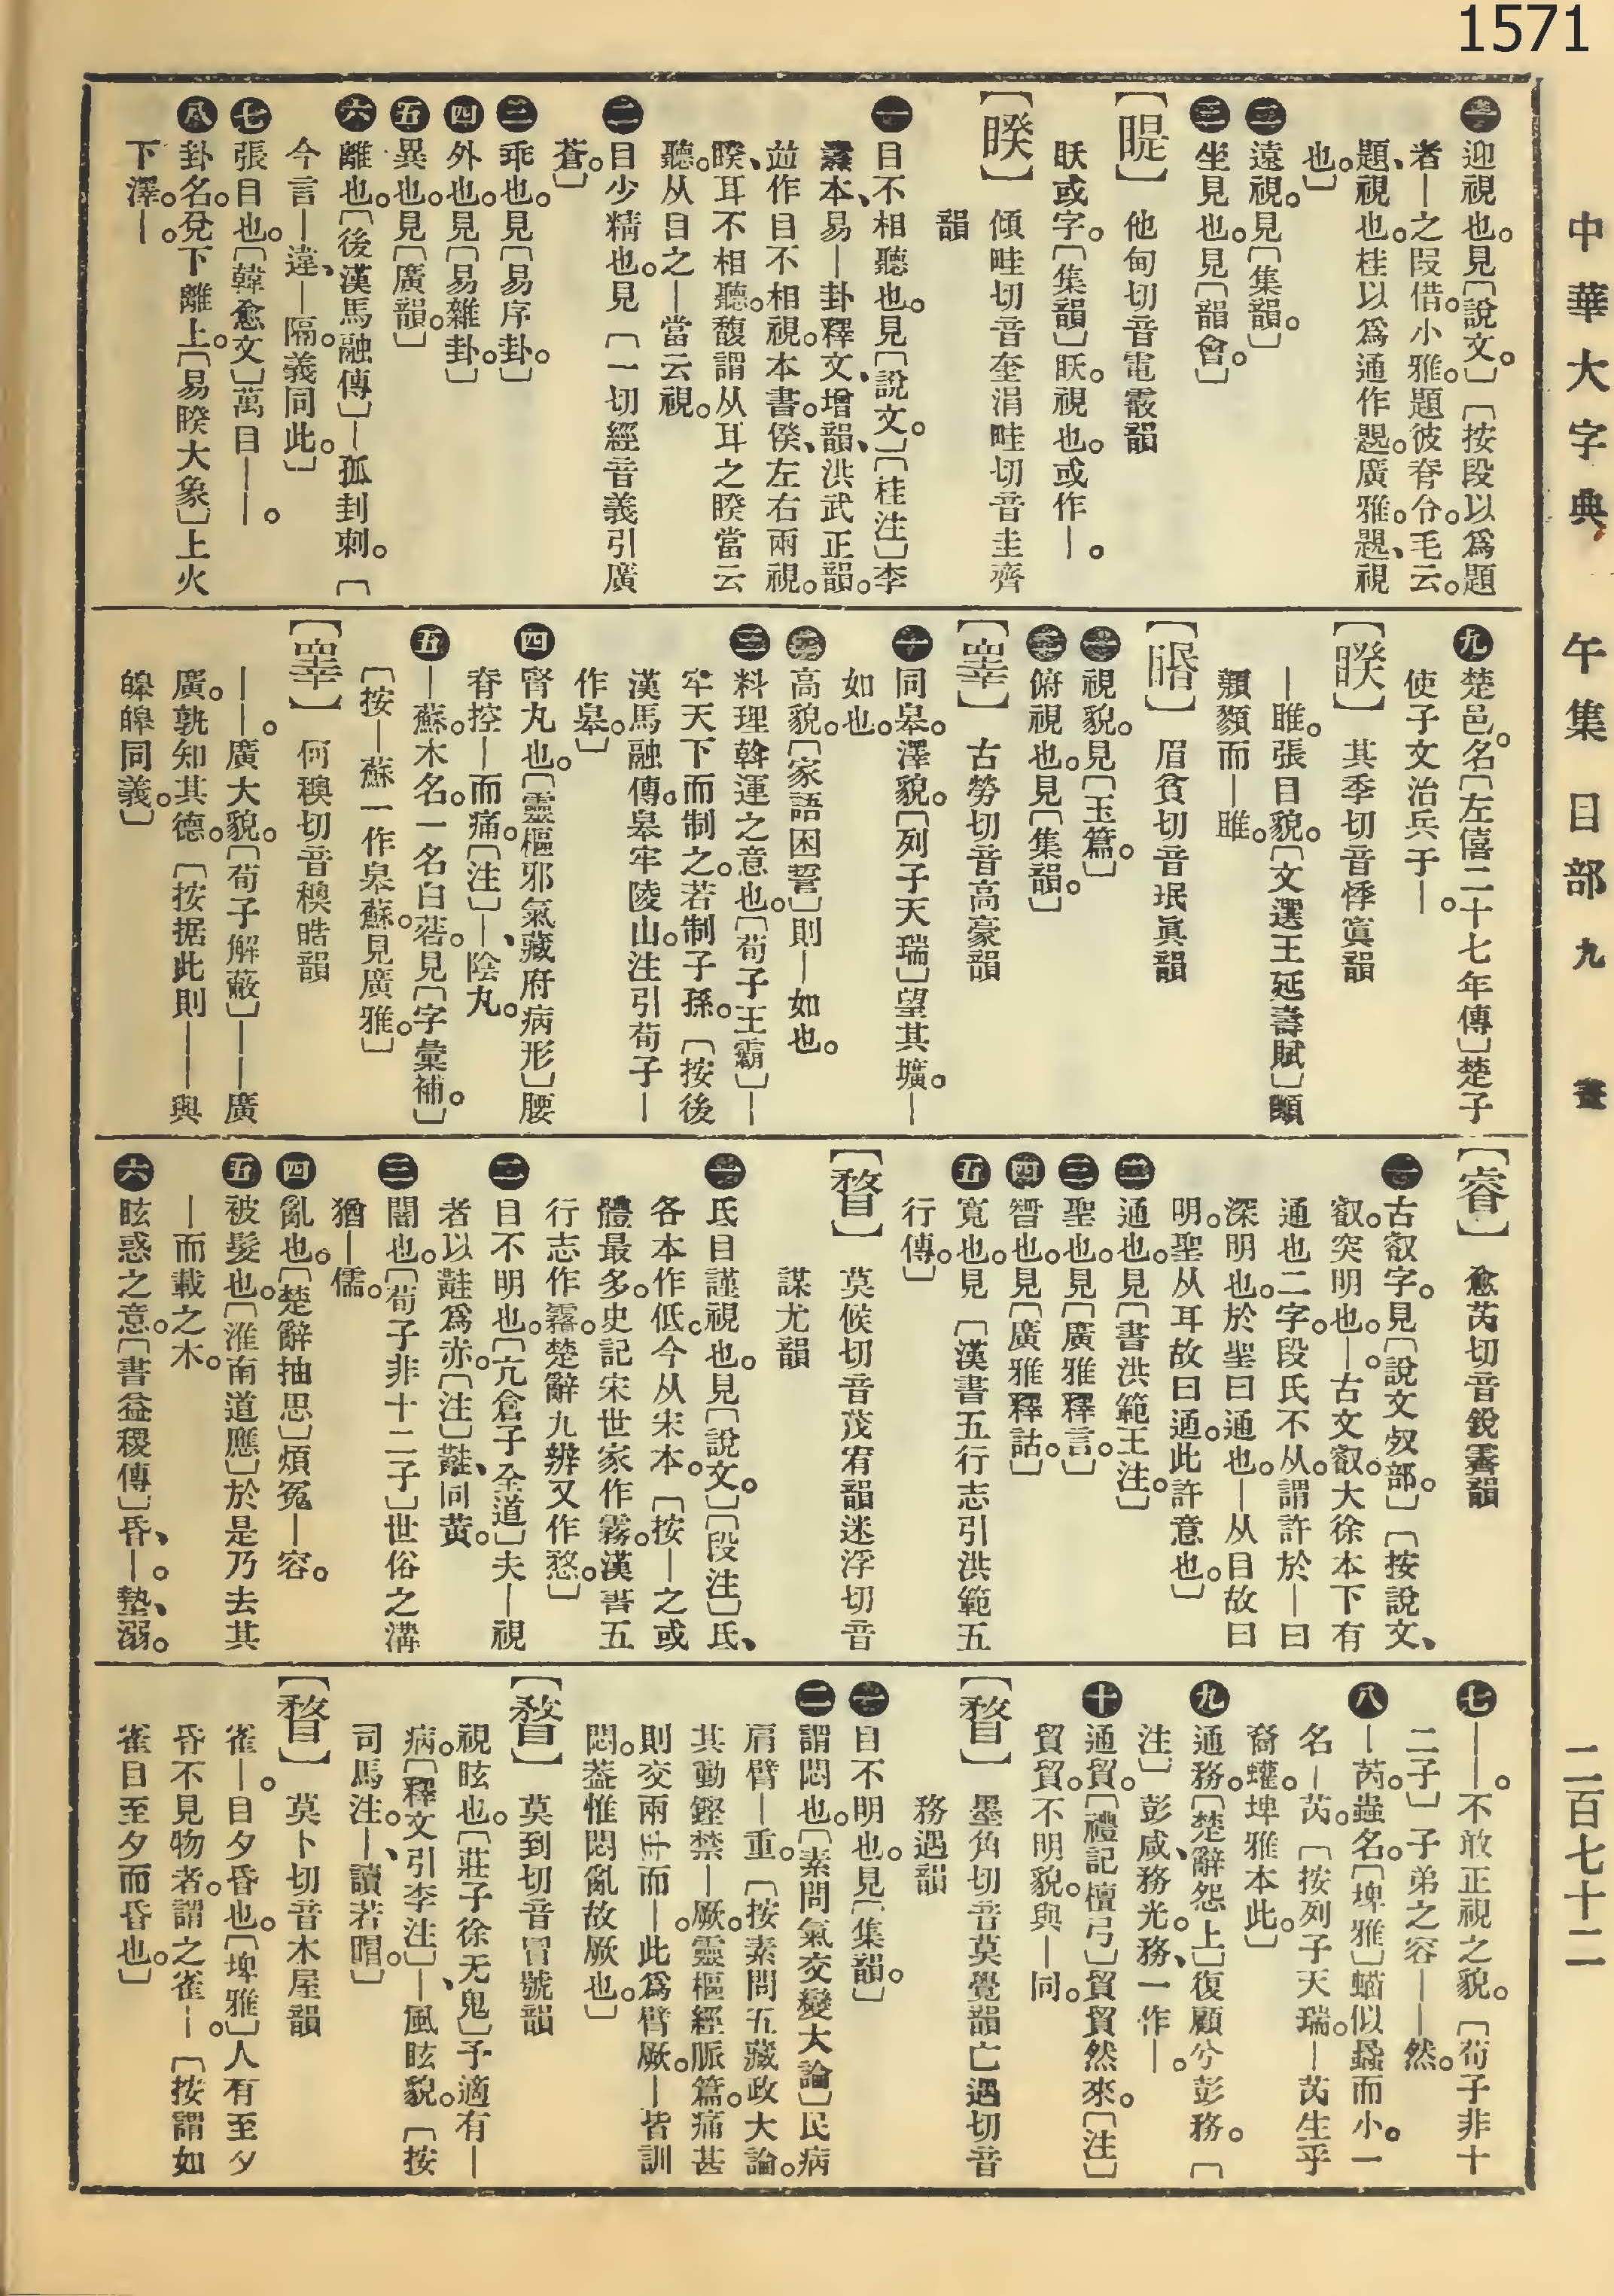 1571
中華大字典 午集 目部 九畫 二百七十二
㊀迎視也。見〔說文。〕〔按段以爲題
者—之叚借。小雅。題彼脊令。毛云。
題、視也。桂以爲通作題。廣雅。題、視
也。〕
㊁遠視。見〔集韻。〕
㊂坐見也。見〔韻會。〕
〔睼〕 他甸切音電霰韻
䀢或字。〔集韻〕䀢。視也。或作—。
〔睽〕 傾畦切音奎涓畦切音圭齊
韻
㊀目不相聽也。見〔說文。〕〔桂注〕李
燾本、易—卦釋文、增韻、洪武正韻。
竝作目不相視。本書。儝、左右兩視。
睽、耳不相聽。馥謂从耳之睽當云
聽。从目之—當云視。
㊁目少精也。見〔一切經音義引廣
蒼。〕
㊂乖也。見〔易序卦。〕
㊃外也。見〔易雜卦。〕
㊄異也。見〔廣韻。〕
㊅離也。〔後漢馬融傳〕—孤刲刺。〔
今言—違、—隔。義同此。〕
㊆張目也。〔韓愈文〕萬目——。
㊇卦名。兌下離上。〔易睽大象〕上火
下澤。—。
㊈楚邑。名〔左僖二十七年傳〕楚子
使子文治兵于—。
〔睽〕 其季切音悸寘韻
—雎。張目貌。〔文選王延壽賦〕䫜
顟䫥而—雎。
〔睧〕 眉貧切音珉眞韻
㊀視貌。見〔玉篇。〕
㊁俯視也。見〔集韻。〕
〔睪〕 古勞切音高豪韻
㊀同皋。澤貌。〔列子天瑞〕望其壙。—
如也。
㊁高貌。〔家語困誓〕則—如也。
㊂料理斡運之意也。〔荀子王霸〕—
牢天下而制之。若制子孫。〔按後
漢馬融傳。皋牢陵山。注引荀子—
作皋。〕
㊃腎丸也。〔靈樞邪氣藏府病形〕腰
脊控—而痛。〔注〕—、陰丸。
㊄—蘇。木名。一名白䓘。見〔字彙補。〕
〔按—蘇一作皋蘇。見廣雅。〕
〔睪〕 何䅹切音䅹晧韻
——。廣大貌。〔荀子解蔽〕——廣
廣。孰知其德。〔按据此則———與
皞皞同義。〕
〔睿〕 愈芮切音銳霽韻
㊀古叡字。見〔說文𣦼部。〕〔按說文、
叡。突明也。—。古文叡。大徐本下有
通也二字。段氏不从。謂許於—曰
深明也。於聖曰通也。—从目故曰
明。聖从耳故曰通。此許意也。〕
㊁通也。見〔書洪範王注。〕
㊂聖也。見〔廣雅釋言。〕
㊃智也。見〔廣雅釋詁。〕
㊄寬也。見〔漢書五行志引洪範五
行傳。〕
〔瞀〕 莫候切音茂宥韻迷浮切音
謀尤韻
㊀氐目謹視也。見〔說文。〕〔段注〕氐、
各本作低。今从宋本。〔按—之或
體最多。史記宋世家作霿。漢書五
行志作霿。楚辭九辨又作愗。〕
㊁目不明也。〔亢倉子全道〕夫—視
者以黈爲赤。〔注〕黈、同黃。
㊂闇也。〔荀子非十二子〕世俗之溝
猶—儒。
㊃亂也。〔楚辭抽思〕煩冤—容。
㊄被髮也。〔淮南道應〕於是乃去其
—而載之木。
㊅眩惑之意。〔書益稷傳〕昏、—。墊、溺。
㊆——。不敢正視之貌。〔荀子非十
二子〕子弟之容——然。
㊇—芮。蟲名。〔埤雅〕蟱似蝨而小。一
名—芮。〔按列子天瑞。—芮生乎
裔蠸。埤雅本此。〕
㊈通務。〔楚辭怨上〕復顧兮彭務。〔
注〕彭咸、務光。務、一作—。
㊉通貿。〔禮記檀弓〕貿貿然來。〔注〕
貿貿。不明貌。與—同。
〔瞀〕 墨角切音莫覺韻亡遇切音
務遇韻
㊀目不明也。見〔集韻。〕
㊁謂悶也。〔素問氣交變大論〕民病
肩臂—重。〔按素問五藏政大論。
其動鏗禁—厥。靈樞經脈篇。痛甚
則交兩手而—。此爲臂厥。—皆訓
悶。葢惟悶亂故厥也。〕
〔瞀〕 莫到切音冒號韻
視眩也。〔莊子徐无鬼〕予適有—
病。〔釋文引李注〕—、風眩貌。〔按
司馬注。—、讀若瞀。〕
〔瞀〕 莫卜切音木屋韻
雀—。目夕昏也。〔埤雅〕人有至夕
昏不見物者。謂之雀—。〔按謂如
雀目至夕而昏也。〕